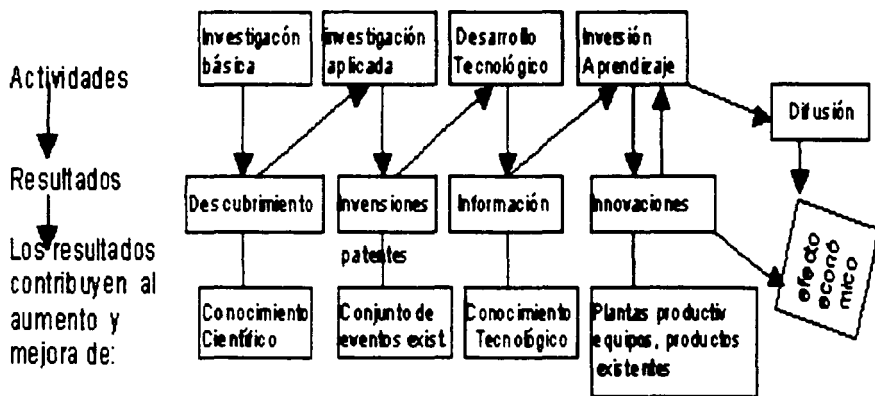 Actividades
Investigacón
básica
investigación
aplicada
Desarrollo
Tecnológico
Inversión
Aprendizaje
Difusión
Resultados
Descubrimiento
Invensiones
patentes
Información
Innovaciones
efecto
econó
mico
Los resultados
contribuyen al
aumento y
mejora de:
Conocimiento
Científico
Conjunto de
eventos exist.
Conocimiento
Tecnológico
Plantas productiv
equipos, productos
existentes